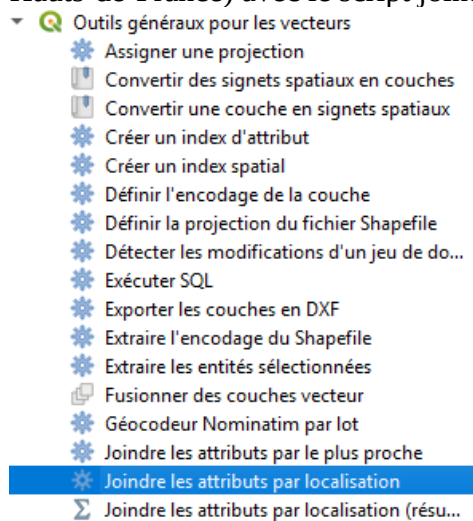 Outils généraux pour les vecteurs
Assigner une projection
Convertir des signets spatiaux en couches
Convertir une couche en signets spatiaux
Créer un index d'attribut
Créer un index spatial
Définir l'encodage de la couche
Définir la projection du fichier Shapefile
Détecter les modifications d'un jeu de do...
Exécuter SQL
Exporter les couches en DXF
Extraire l'encodage du Shapefile
Extraire les entités sélectionnées
Fusionner des couches vecteur
Géocodeur Nominatim par lot
Joindre les attributs par le plus proche
Joindre les attributs par localisation
Joindre les attributs par localisation (résu...